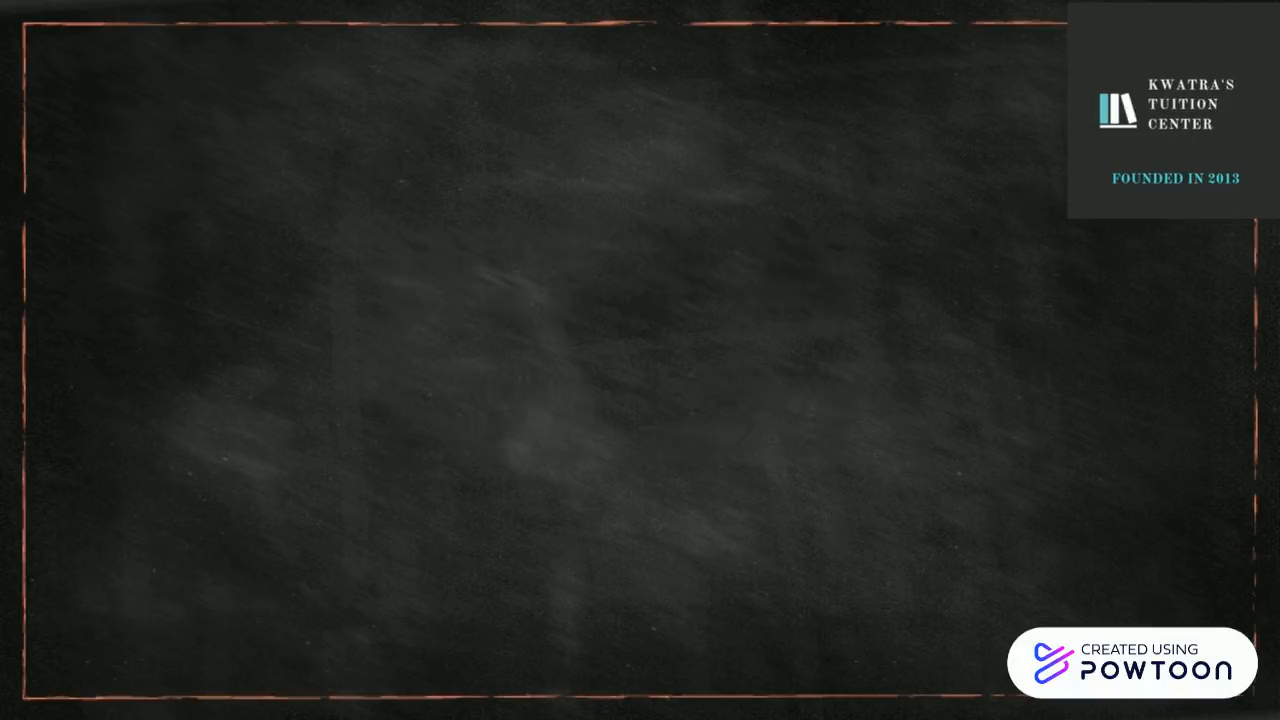 KWATRA'S
TUITION
CENTER
FOUNDED IN 2013
CREATED USING
POWTOON